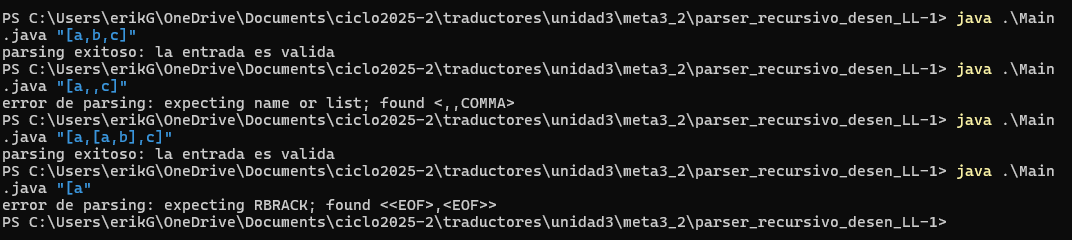 PS C:\Users\erikG\OneDrive\Documents\ciclo2025-2\traductores\unidad3\meta3_2\parser_recursivo_desen_LL-1> java .\Main
.java "[a,b,c]"
parsing exitoso: la entrada es valida
PS C:\Users\erikG\OneDrive\Documents\ciclo2025-2\traductores\unidad3\meta3_2\parser_recursivo_desen_LL-1> java .\Main
.java "[a,,c]"
error de parsing: expecting name or list; found <,,COMMA>
PS C:\Users\erikG\OneDrive\Documents\ciclo2025-2\traductores\unidad3\meta3_2\parser_recursivo_desen_LL-1> java .\Main
.java "[a,[a,b],c]"
parsing exitoso: la entrada es valida
PS C:\Users\erikG\OneDrive\Documents\ciclo2025-2\traductores\unidad3\meta3_2\parser_recursivo_desen_LL-1> java .\Main
.java "[a"
error de parsing: expecting RBRACK; found <<EOF>,<EOF>>
PS C:\Users\erikG\OneDrive\Documents\ciclo2025-2\traductores\unidad3\meta3_2\parser_recursivo_desen_LL-1>